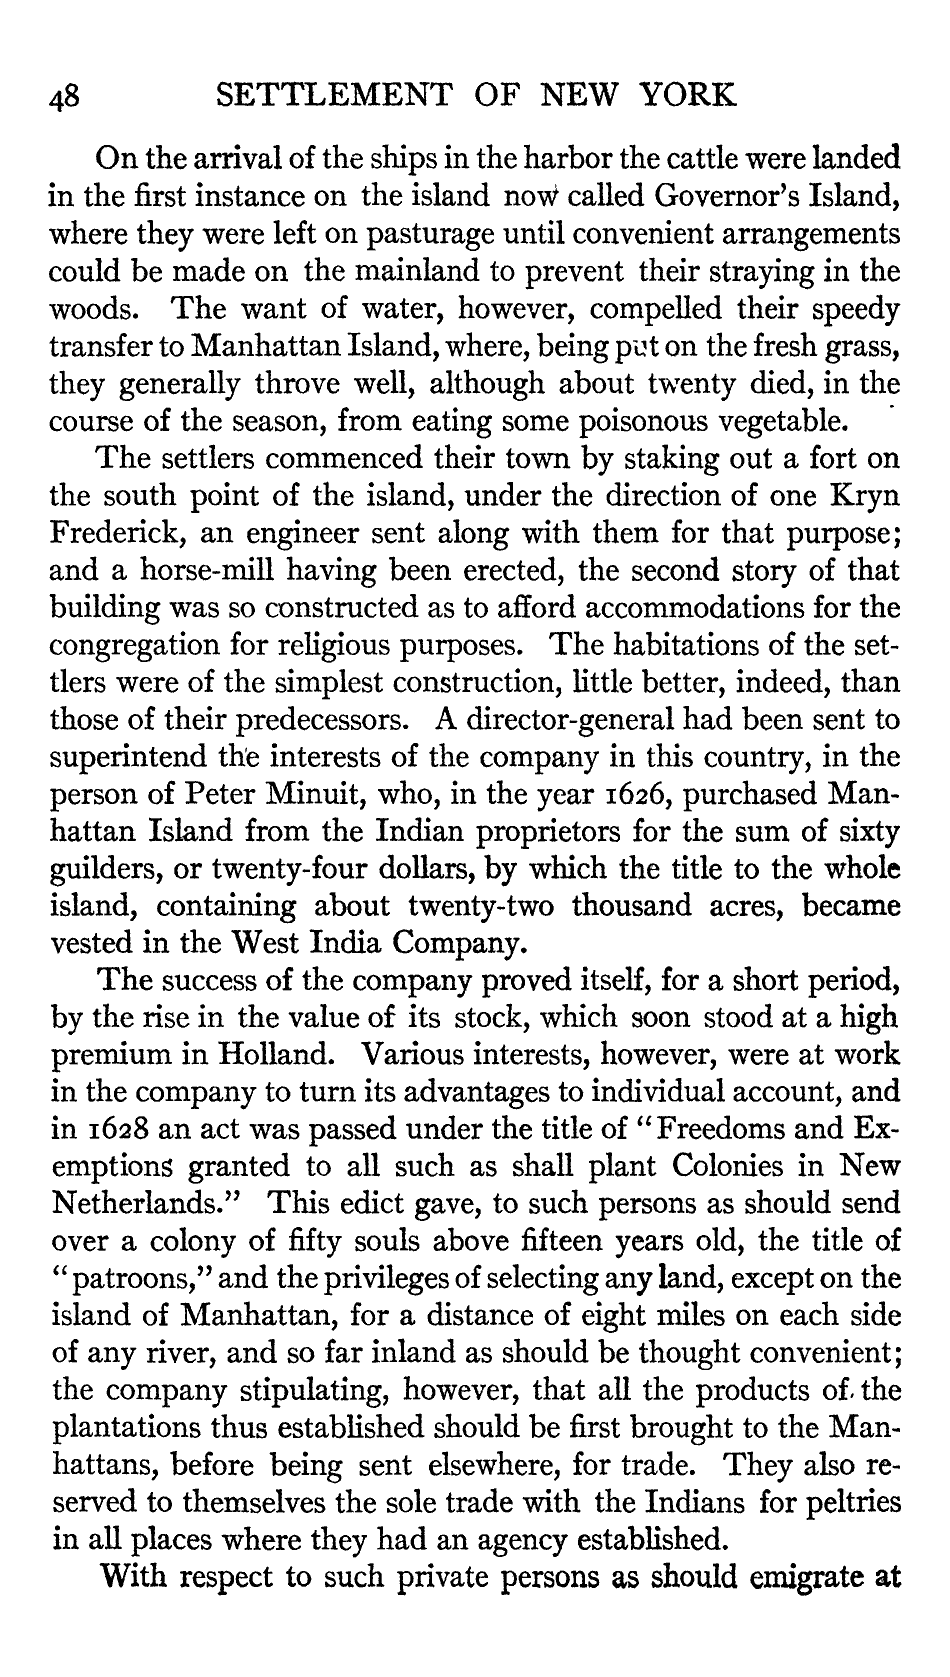 48 SETTLEMENT OF NEW YORK
On the arrival of the ships in the harbor the cattle were landed
in the first instance on the island now called Governor's Island,
where they were left on pasturage until convenient arrangements
could be made on the mainland to prevent their straying in the
woods. The want of water, however, compelled their speedy
transfer to Manhattan Island, where, being put on the fresh grass,
they generally throve well, although about twenty died, in the
course of the season, from eating some poisonous vegetable.
The settlers commenced their town by staking out a fort on
the south point of the island, under the direction of one Kryn
Frederick, an engineer sent along with them for that purpose;
and a horse-mill having been erected, the second story of that
building was so constructed as to afford accommodations for the
congregation for religious purposes. The habitations of the set-
tlers were of the simplest construction, little better, indeed, than
those of their predecessors. A director-general had been sent to
superintend the interests of the company in this country, in the
person of Peter Minuit, who, in the year 1626, purchased Man-
hattan Island from the Indian proprietors for the sum of sixty
guilders, or twenty-four dollars, by which the title to the whole
island, containing about twenty-two thousand acres, became
vested in the West India Company.
The success of the company proved itself, for a short period,
by the rise in the value of its stock, which soon stood at a high
premium in Holland. Various interests, however, were at work
in the company to turn its advantages to individual account, and
in 1628 an act was passed under the title of "Freedoms and Ex-
emptions granted to all such as shall plant Colonies in New
Netherlands." This edict gave, to such persons as should send
over a colony of fifty souls above fifteen years old, the title of
"patroons," and the privileges of selecting any land, except on the
island of Manhattan, for a distance of eight miles on each side
of any river, and so far inland as should be thought convenient;
the company stipulating, however, that all the products of the
plantations thus established should be first brought to the Man-
hattans, before being sent elsewhere, for trade. They also re-
served to themselves the sole trade with the Indians for peltries
in all places where they had an agency established.
With respect to such private persons as should emigrate at